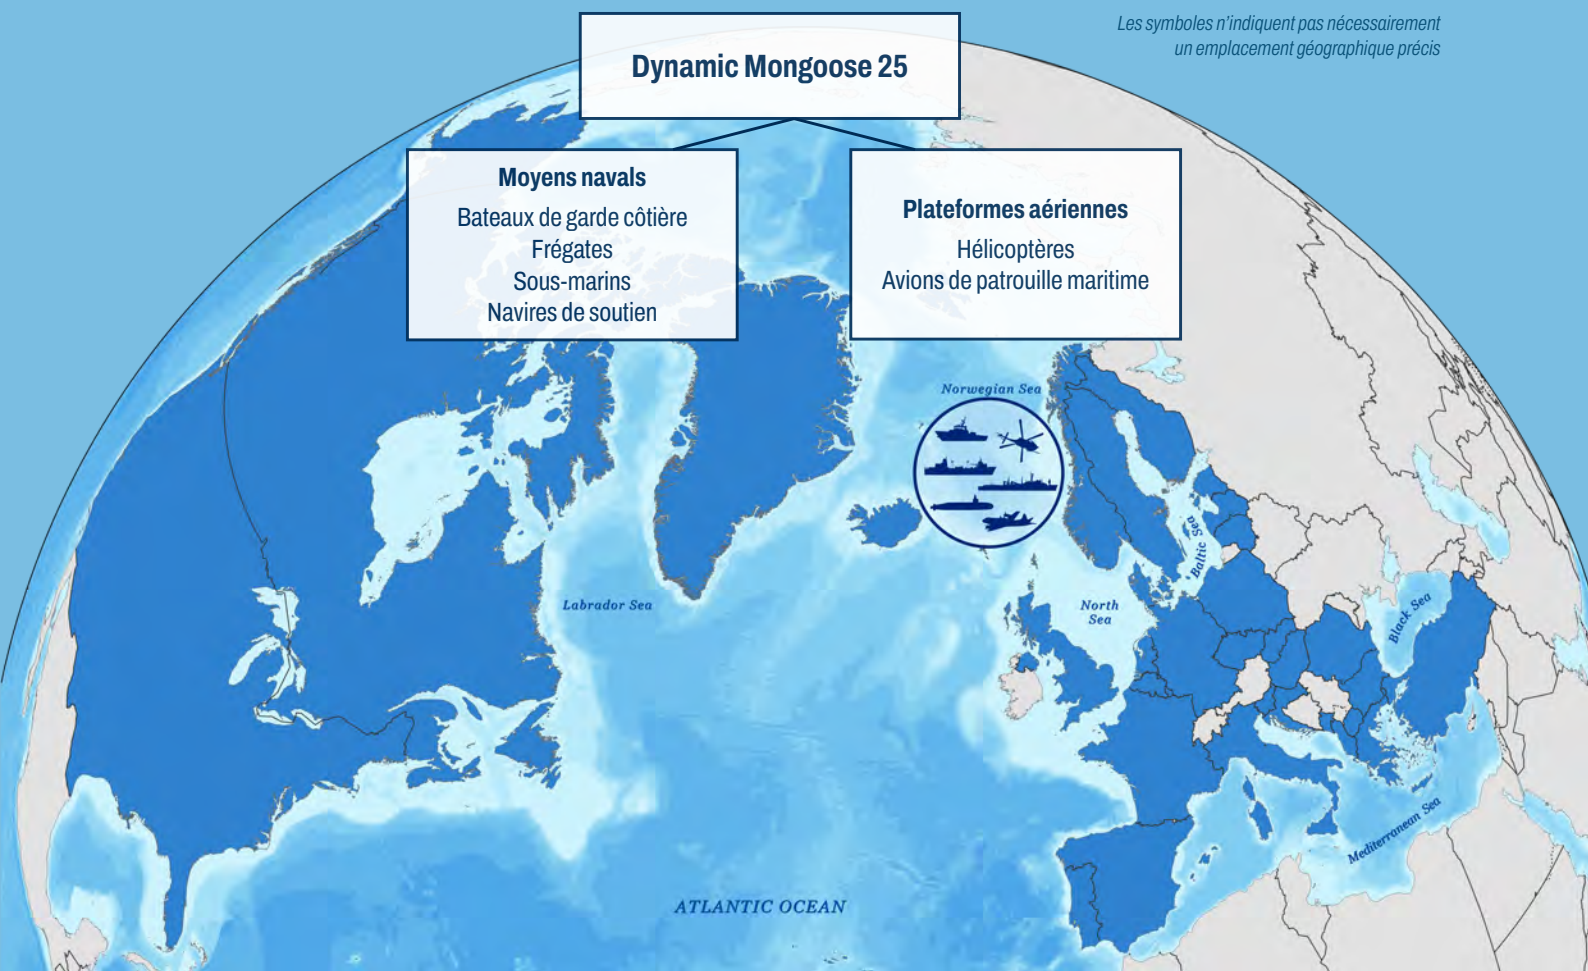 Les symboles n'indiquent pas nécessairement
un emplacement géographique précis
Dynamic Mongoose 25
Moyens navals
Bateaux de garde côtière
Frégates
Sous-marins
Navires de soutien
Plateformes aériennes
Hélicoptères
Avions de patrouille maritime
Norwegian Sea
Baltic Sea
Labrador Sea
North
Sea
Black Sea
Mediterranean Sea
ATLANTIC OCEAN